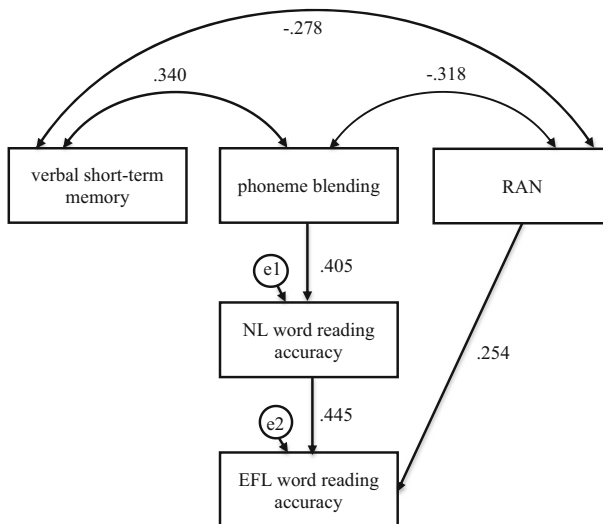 -.278
.340
-.318
verbal short-term
memory
phoneme blending
RAN
.405
e1
NL word reading
accuracy
.254
.445
e2
EFL word reading
accuracy